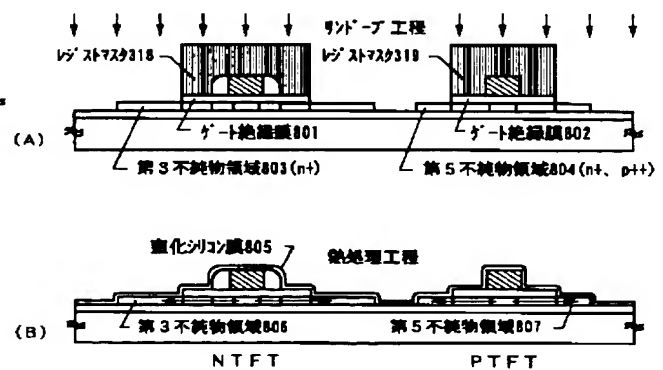 リンドープ工程
レジストマスク318
レジストマスク319
(A)
ゲート絶縁膜801
ゲート絶縁膜802
第3不純物領域803(n+)
第5不純物領域804(n+、p++)
窒化シリコン膜805
熱処理工程
(B)
第3不純物領域806
第5不純物領域807
NTFT
PTFT